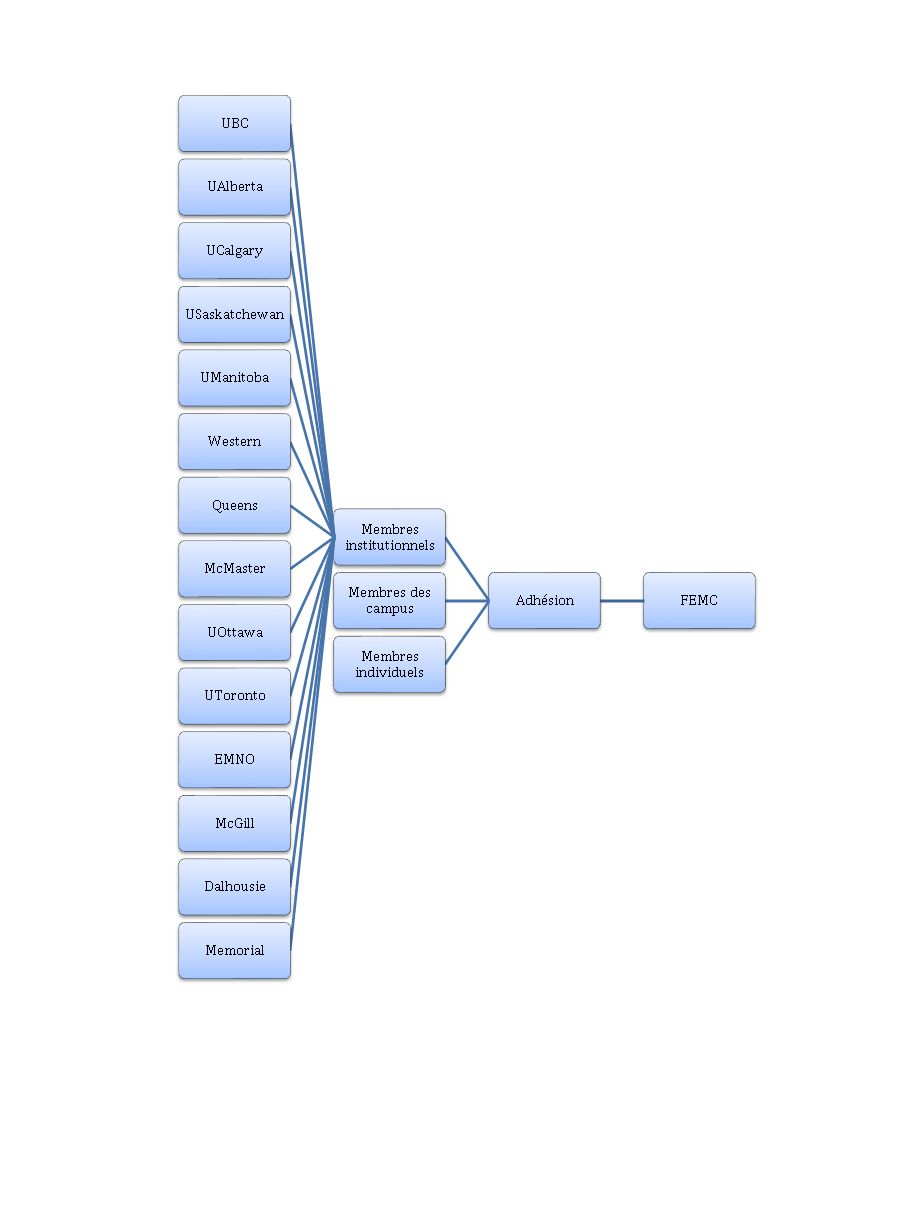 UBC
UAlberta
UCalgary
USaskatchewan
UManitoba
Western
Queens
McMaster
UOttawa
UToronto
EMNO
McGill
Dalhousie
Memorial
Membres
institutionnels
Membres des
campus
Membres
individuels
Adhésion
FEMC